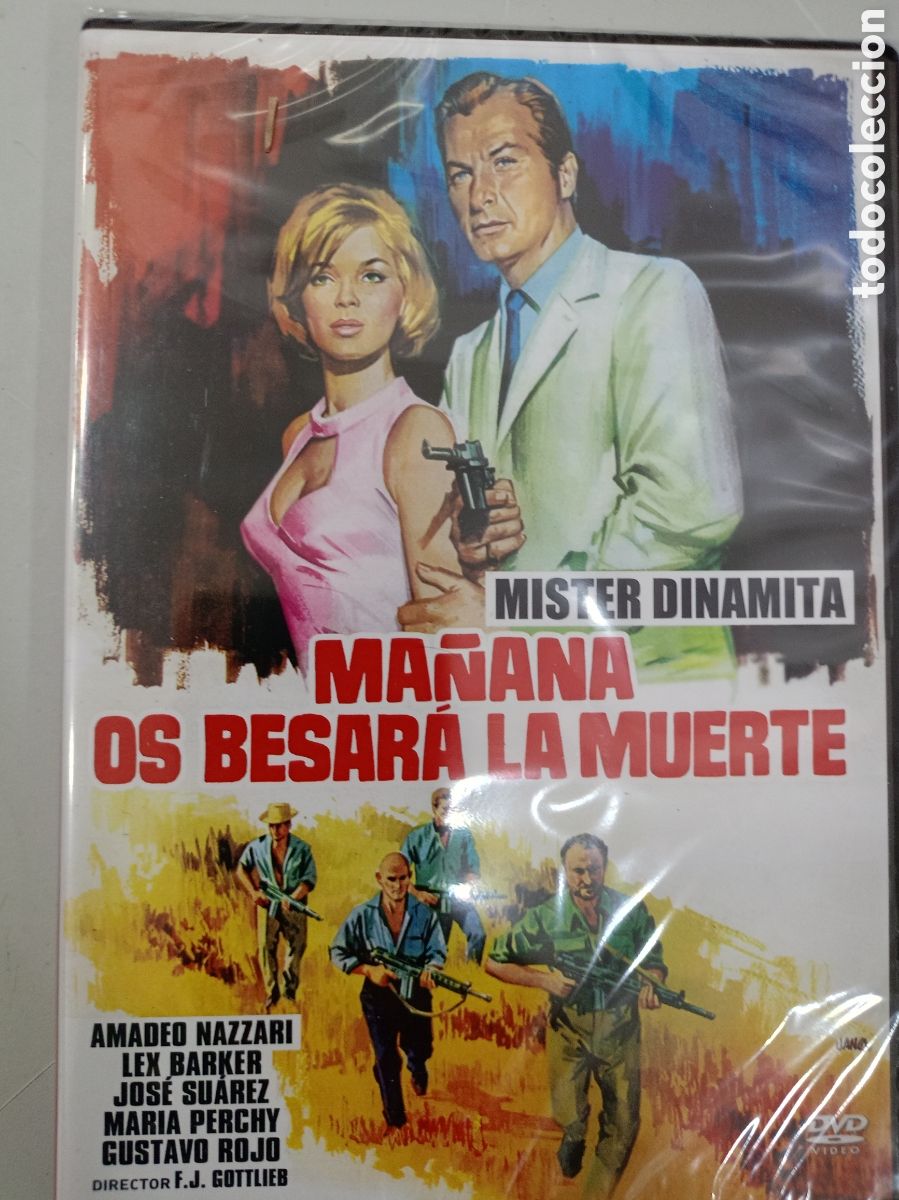 todocoleccion
MISTER DINAMITA
MAÑANA
OS BESARÁ LA MUERTE
AMADEO NAZZARI
LEX BARKER
JOSÉ SUÁREZ
MARIA PERCHY
GUSTAVO ROJO
DIRECTOR F.J. GOTTLIEB
JANO
DVD
VIDEO